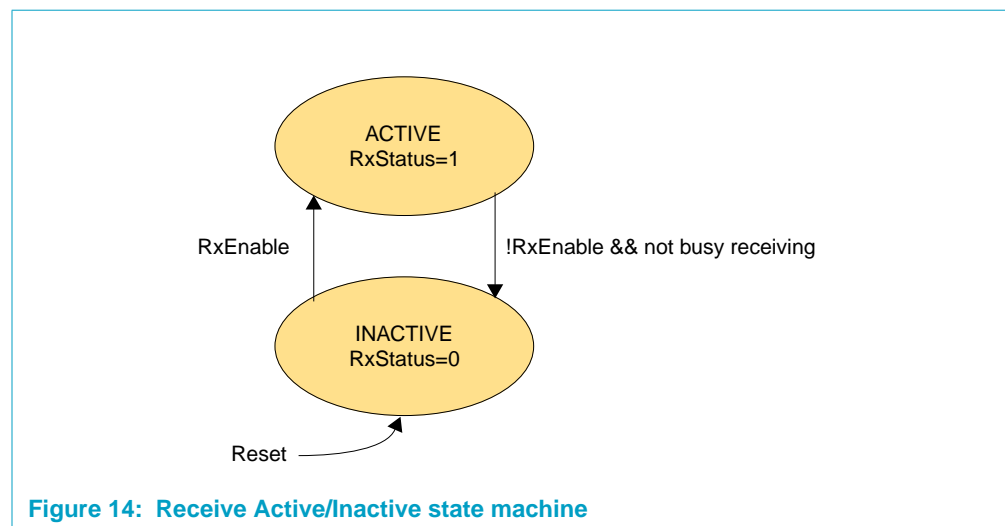 ACTIVE
RxStatus=1
RxEnable
!RxEnable && not busy receiving
INACTIVE
RxStatus=0
Reset
Figure 14: Receive Active/Inactive state machine